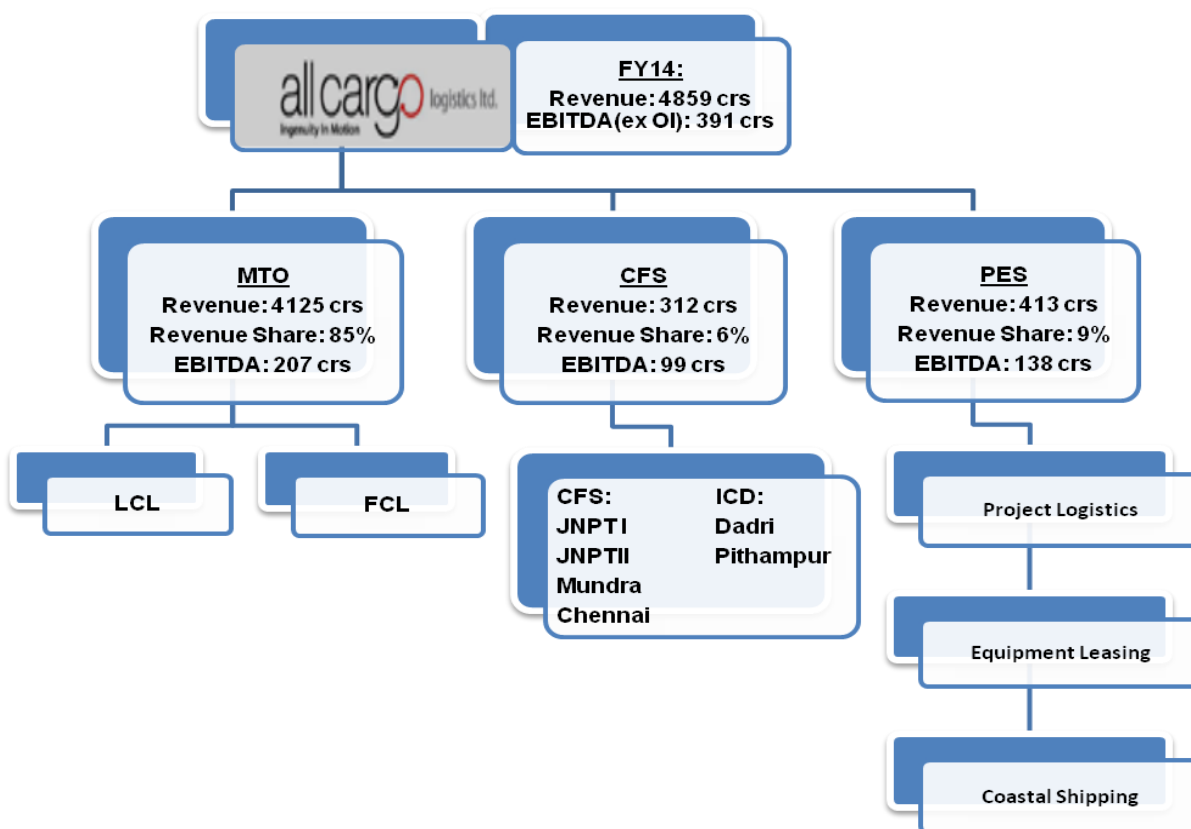 allcargo logistics ltd.
Ingenuity In Motion
FY14:
Revenue: 4859 crs
EBITDA(ex OI): 391 crs
MTO
Revenue: 4125 crs
Revenue Share: 85%
EBITDA: 207 crs
CFS
Revenue: 312 crs
Revenue Share: 6%
EBITDA: 99 crs
PES
Revenue: 413 crs
Revenue Share: 9%
EBITDA: 138 crs
LCL
FCL
CFS: ICD:
JNPTI Dadri
JNPTII Pithampur
Mundra
Chennai
Project Logistics
Equipment Leasing
Coastal Shipping